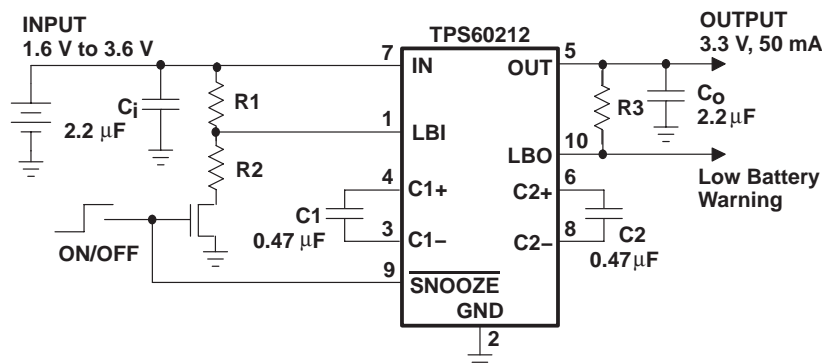 INPUT
1.6 V to 3.6 V
TPS60212
OUTPUT
3.3 V, 50 mA
7
IN
OUT
5
Ci
2.2 μF
R1
R3
Co
2.2 μF
1
LBI
LBO
10
R2
Low Battery
Warning
4
C1+
C2+
6
C1
0.47 μF
3
C1−
C2−
8
C2
0.47 μF
ON/OFF
9
SNOOZE
GND
2